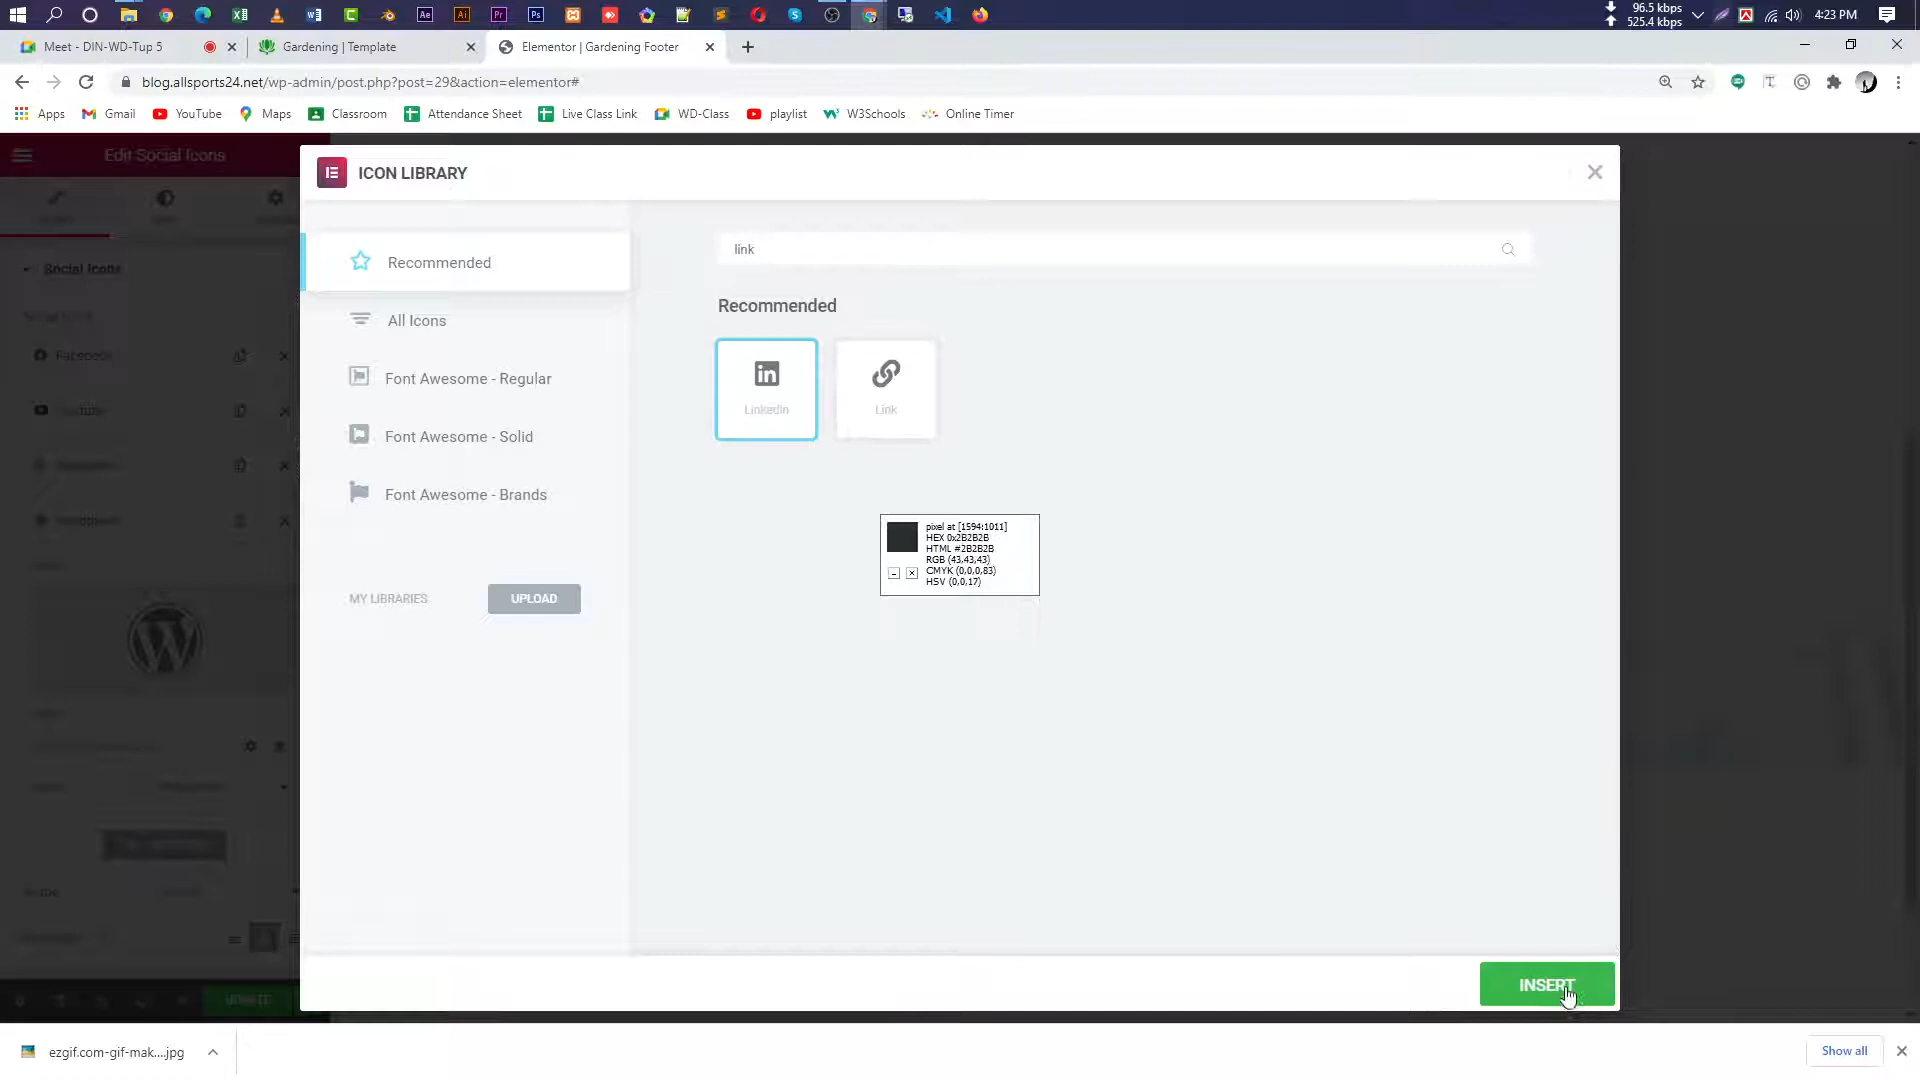 96.5 kbps
525.4 kbps
4:23 PM
Meet - DIN-WD-Tup 5
Gardening | Template
Elementor | Gardening Footer
blog.allsports24.net/wp-admin/post.php?post=29&action=elementor#
Apps
Gmail
YouTube
Maps
Classroom
Attendance Sheet
Live Class Link
WD-Class
playlist
W3Schools
Online Timer
Edit Social Icons
ICON LIBRARY
Social Icons
Facebook
Youtube
UPDATE
Recommended
All Icons
Font Awesome - Regular
Font Awesome - Solid
Font Awesome - Brands
MY LIBRARIES
UPLOAD
link
Recommended
Linkedin
Link
pixel at [1594:1011]
HEX 0x2B2B2B
HTML #2B2B2B
RGB (43,43,43)
CMYK (0,0,0,83)
HSV (0,0,17)
INSERT
ezgif.com-gif-mak....jpg
Show all